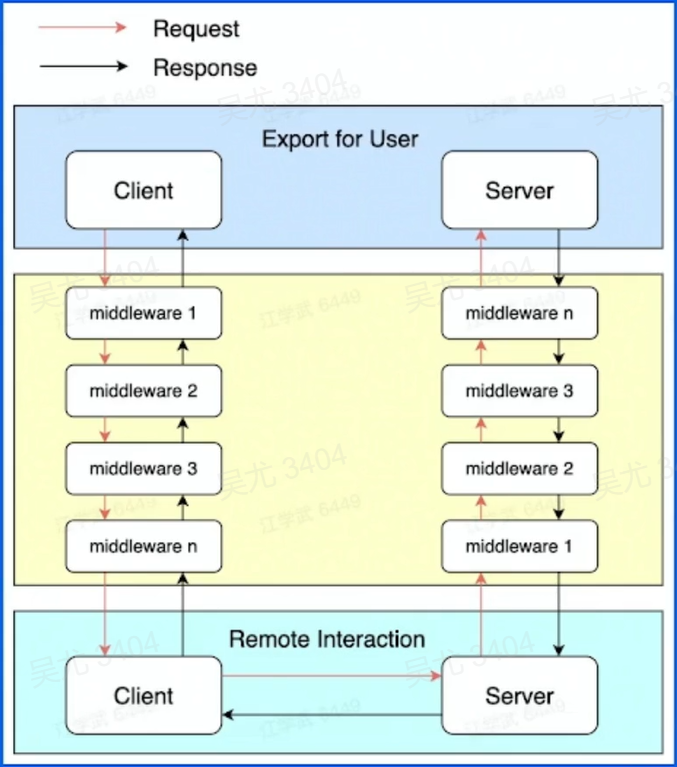 Request
Response
Export for User
Client
Server
middleware 1
middleware n
middleware 2
middleware 3
middleware 3
middleware 2
middleware n
middleware 1
Remote Interaction
Client
Server
吴尤 3404
江学武 6449